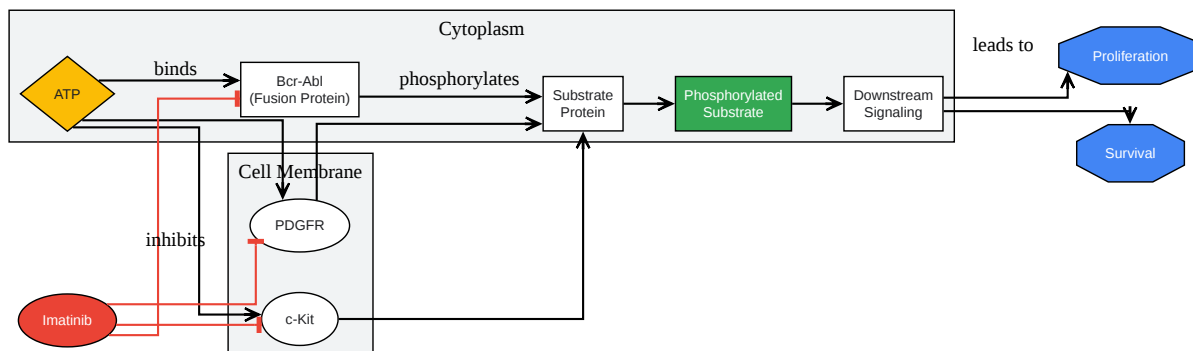 Cytoplasm
leads to
Proliferation
binds
ATP
Bcr-Abl
(Fusion Protein)
phosphorylates
Substrate
Protein
Phosphorylated
Substrate
Downstream
Signaling
Survival
Cell Membrane
PDGFR
inhibits
Imatinib
c-Kit